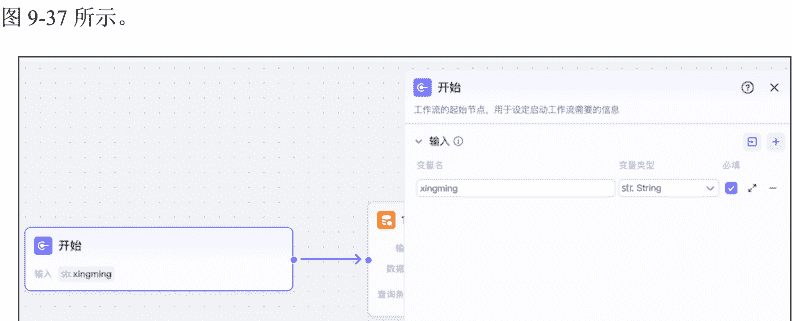 图 9-37 所示。
开始
工作流的起始节点，用于设定启动工作流需要的信息
输入
变量名 变量类型 必填
xingming str. String
开始
输入 str. xingming
输
数据
查询条